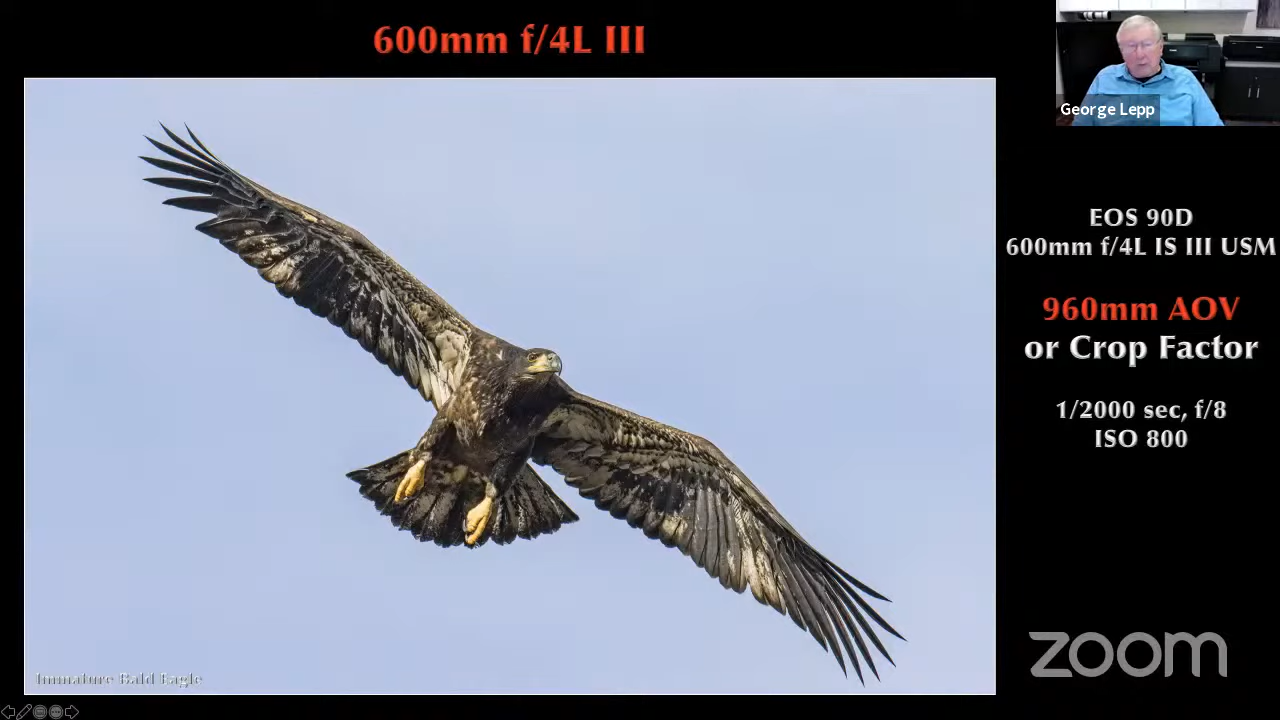 600mm f/4L III
George Lepp
EOS 90D
600mm f/4L IS III USM
960mm AOV
or Crop Factor
1/2000 sec, f/8
ISO 800
Immature Bald Eagle
zoom